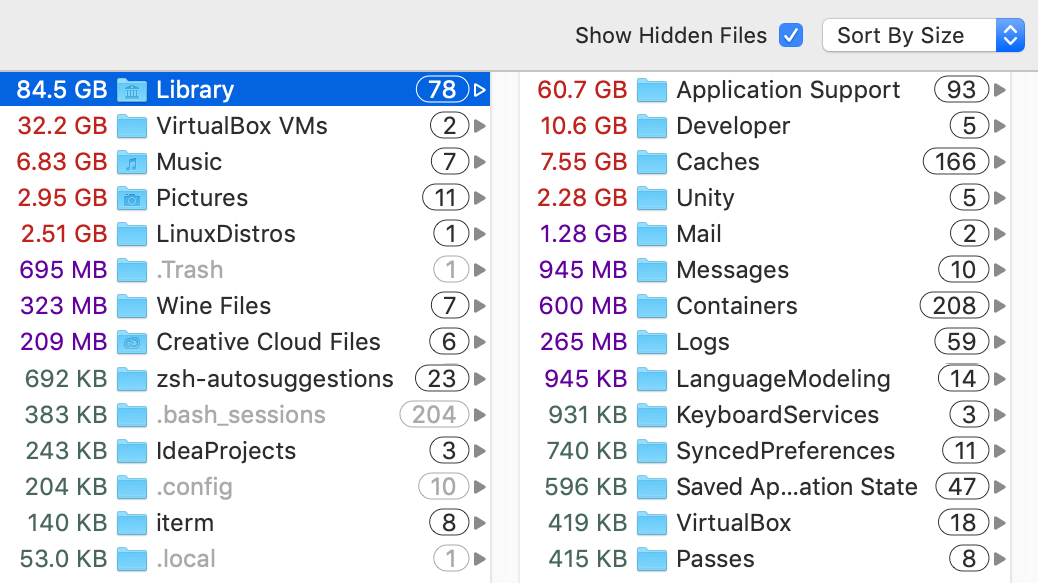 Show Hidden Files Sort By Size
84.5 GB Library 78
32.2 GB VirtualBox VMs 2
6.83 GB Music 7
2.95 GB Pictures 11
2.51 GB LinuxDistros 1
695 MB .Trash 1
323 MB Wine Files 7
209 MB Creative Cloud Files 6
692 KB zsh-autosuggestions 23
383 KB .bash_sessions 204
243 KB IdeaProjects 3
204 KB .config 10
140 KB iterm 8
53.0 KB .local 1
60.7 GB Application Support 93
10.6 GB Developer 5
7.55 GB Caches 166
2.28 GB Unity 5
1.28 GB Mail 2
945 MB Messages 10
600 MB Containers 208
265 MB Logs 59
945 KB LanguageModeling 14
931 KB KeyboardServices 3
740 KB SyncedPreferences 11
596 KB Saved Ap...ation State 47
419 KB VirtualBox 18
415 KB Passes 8